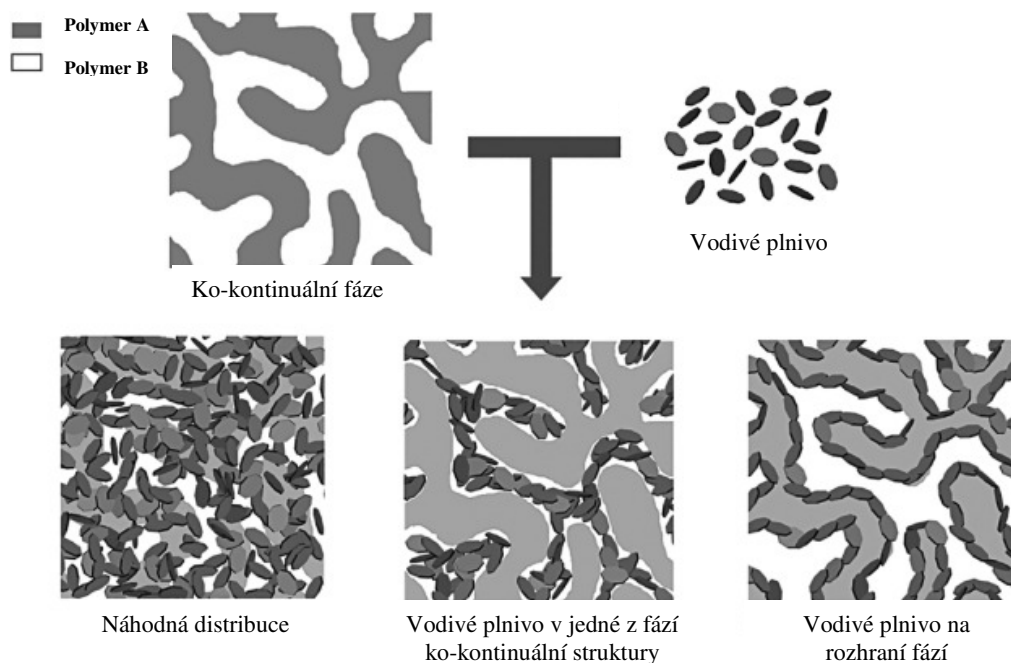 Polymer A
Polymer B
Vodivé plnivo
Ko-kontinuální fáze
Náhodná distribuce
Vodivé plnivo v jedné z fází
ko-kontinuální struktury
Vodivé plnivo na
rozhraní fází